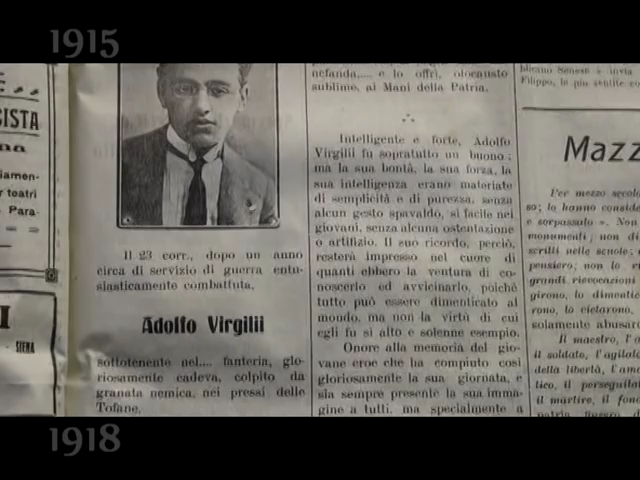 1915
CISTA
nefanda,... e lo offrì, olocausto
sublime, ai Mani della Patria.
Intelligente e forte, Adolfo
Virgilii fu sopratutto un buono;
ma la sua bontà, la sua forza, la
sua intelligenza erano materiate
di semplicità e di purezza, senza
alcun gesto spavaldo, sì facile nei
giovani, senza alcuna ostentazione
o artifizio. Il suo ricordo, perciò,
resterà impresso nel cuore di
quanti ebbero la ventura di co-
noscerlo ed avvicinarlo, poichè
tutto può essere dimenticato al
mondo, ma non la virtù di cui
egli fu sì alto e solenne esempio.
Onore alla memoria del gio-
vane eroe che ha compiuto così
gloriosamente la sua giornata, e
sia sempre presente la sua imma-
gine a tutti, ma specialmente a
Il 23 corr., dopo un anno
circa di servizio di guerra entu-
siasticamente combattuta,
Adolfo Virgilii
sottotenente nel.... fanteria, glo-
riosamente cadeva, colpito da
granata nemica, nei pressi delle
Tofane.
iamen-
r teatri
Para-
SIENA
Filippo, le più sentite
Mazz
Per mezzo secolo
so; lo hanno conside
e sorpassato ». Non
monumenti, non di
scritti nelle scuole;
pensiero; non lo
grandi rievocazioni
girono, lo dimentic
rono, lo vietarono,
solamente abusaro
Il maestro, l'a
il soldato, l'agitat
della libertà, l'am
tico, il perseguita
il martire, il fond
1918